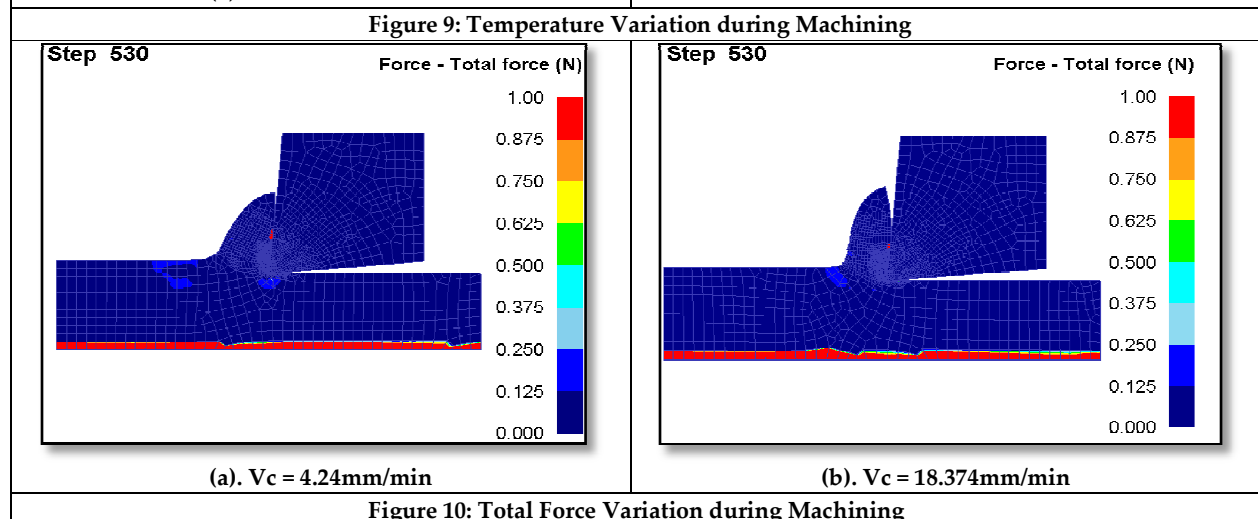 Figure 9: Temperature Variation during Machining
Step 530
Force - Total force (N)
1.00
0.875
0.750
0.625
0.500
0.375
0.250
0.125
0.000
(a). Vc = 4.24mm/min
Step 530
Force - Total force (N)
1.00
0.875
0.750
0.625
0.500
0.375
0.250
0.125
0.000
(b). Vc = 18.374mm/min
Figure 10: Total Force Variation during Machining